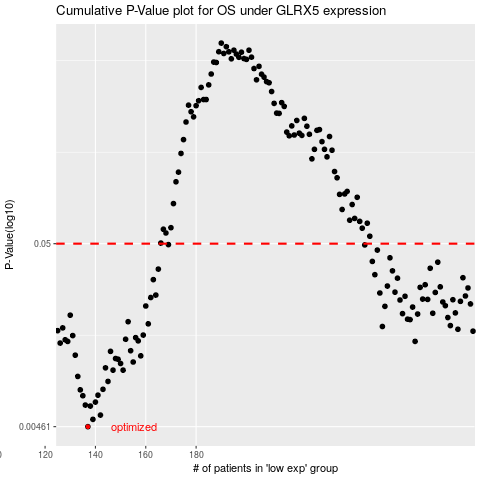 Cumulative P-Value plot for OS under GLRX5 expression
P-Value(log10)
0.05
0.00461
optimized
0 120 140 160 180
# of patients in 'low exp' group